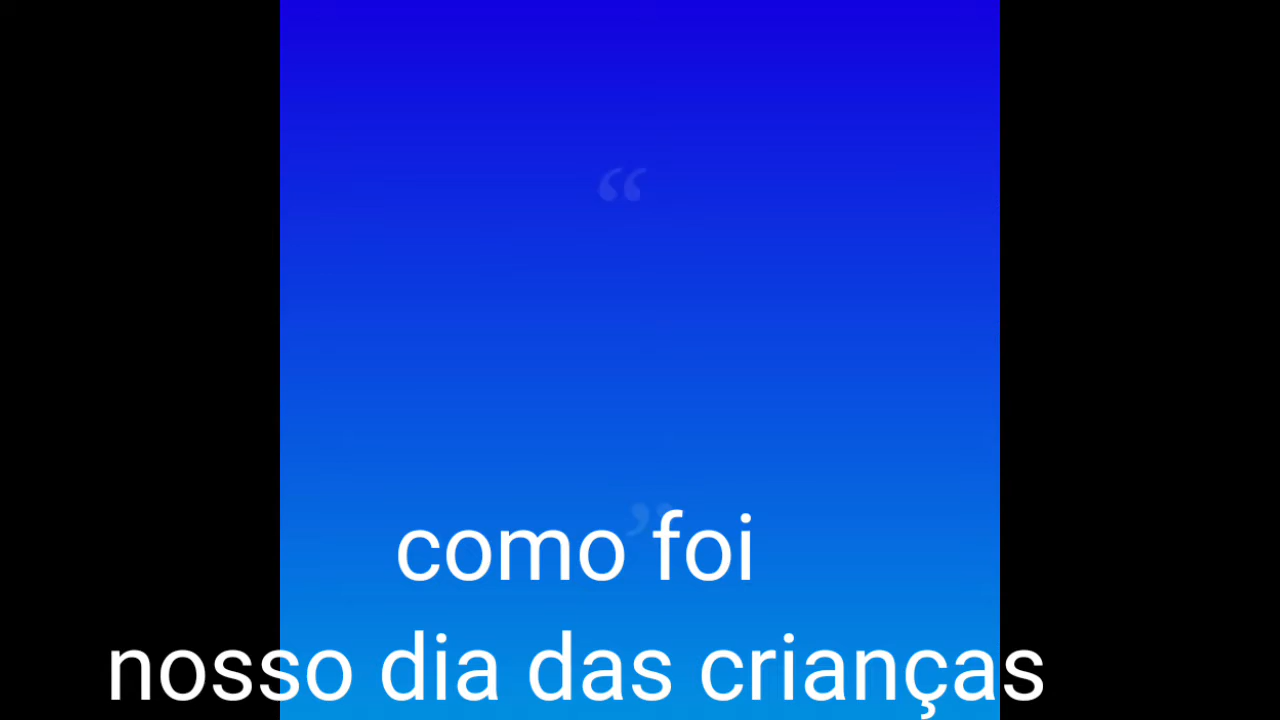 “
”
como foi
nosso dia das crianças